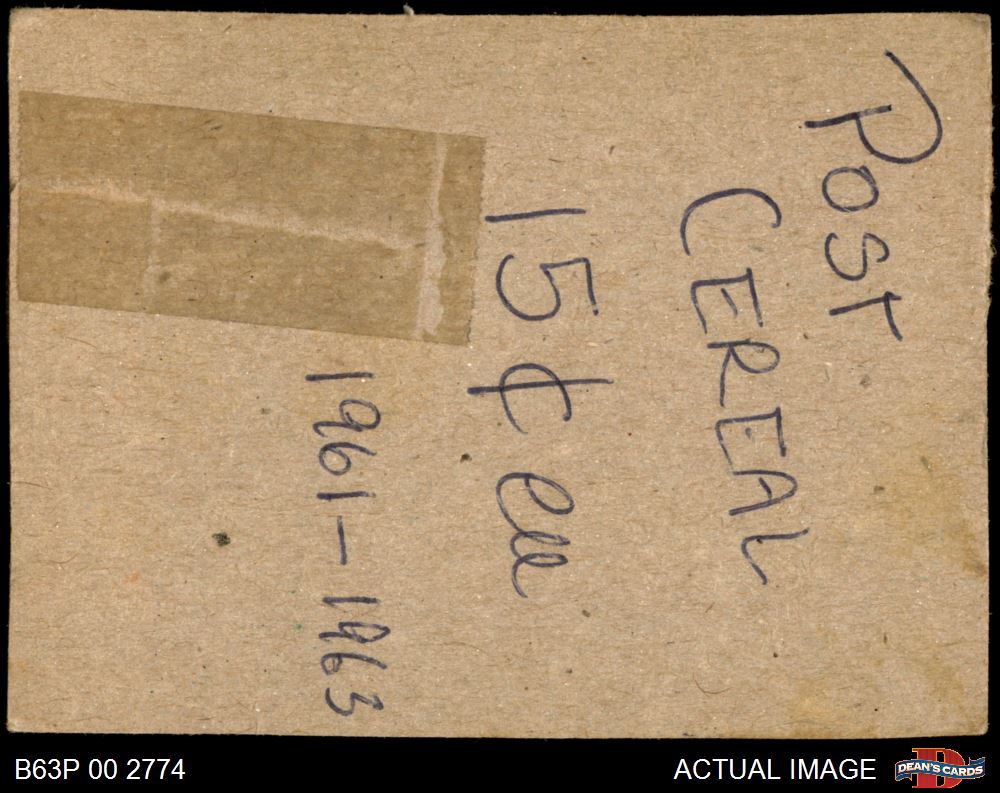 POST
CEREAL
15¢ ea
1961-1963
B63P 00 2774
ACTUAL IMAGE
DEAN'S CARDS